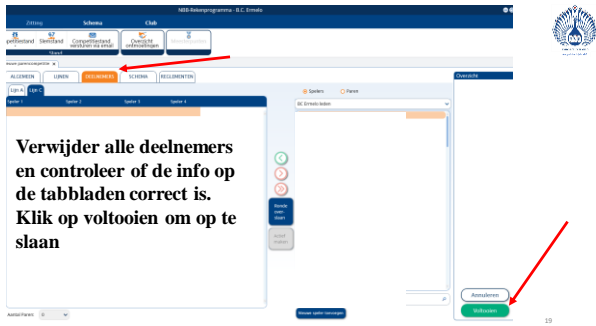 NBB-Rekenprogramma - B.C. Ermelo
Zitting Schema Club
Slemstand Competitiestand versturen via email Overzicht ontmoetingen
Stand
ALGEMEEN LIJNEN DEELNEMERS SCHEMA REGLEMENTEN
Lijn A Lijn C
Speler 1 Speler 2 Speler 3 Speler 4
Spelers Paren
BC Ermelo leden
Overzicht
Verwijder alle deelnemers
en controleer of de info op
de tabbladen correct is.
Klik op voltooien om op te
slaan
Ronde
over-
slaan
Aantal Paren: 0
Nieuwe speler toevoegen
Annuleren
Voltooien
19